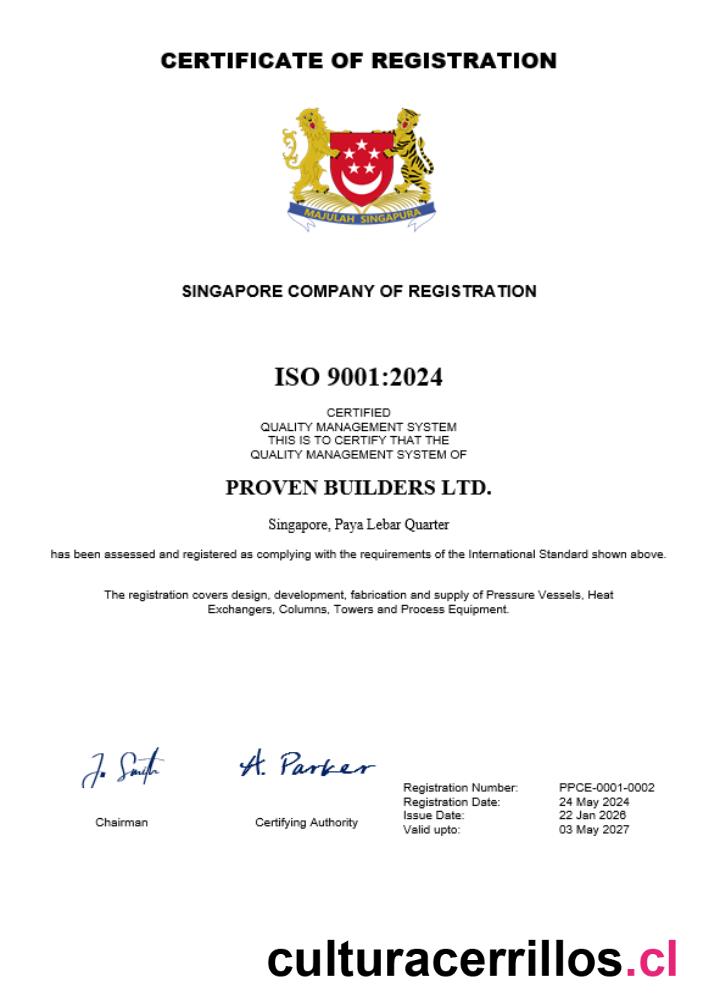 CERTIFICATE OF REGISTRATION
MAJULAH SINGAPURA
SINGAPORE COMPANY OF REGISTRATION
ISO 9001:2024
CERTIFIED
QUALITY MANAGEMENT SYSTEM
THIS IS TO CERTIFY THAT THE
QUALITY MANAGEMENT SYSTEM OF
PROVEN BUILDERS LTD.
Singapore, Paya Lebar Quarter
has been assessed and registered as complying with the requirements of the International Standard shown above.
The registration covers design, development, fabrication and supply of Pressure Vessels, Heat
Exchangers, Columns, Towers and Process Equipment.
J. Smith
A. Parker
Chairman
Certifying Authority
Registration Number: PPCE-0001-0002
Registration Date: 24 May 2024
Issue Date: 22 Jan 2026
Valid upto: 03 May 2027
culturacerrillos.cl